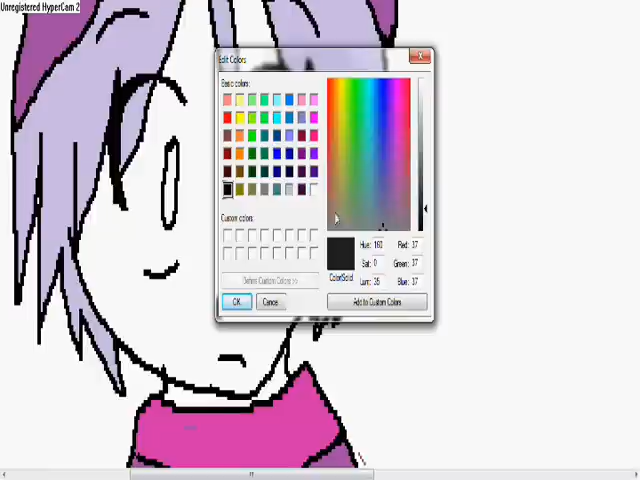 Unregistered HyperCam 2
Edit Colors
Basic colors:
Custom colors:
Define Custom Colors >>
OK
Cancel
Color|Solid
Hue: 160
Sat: 0
Lum: 35
Red: 37
Green: 37
Blue: 37
Add to Custom Colors